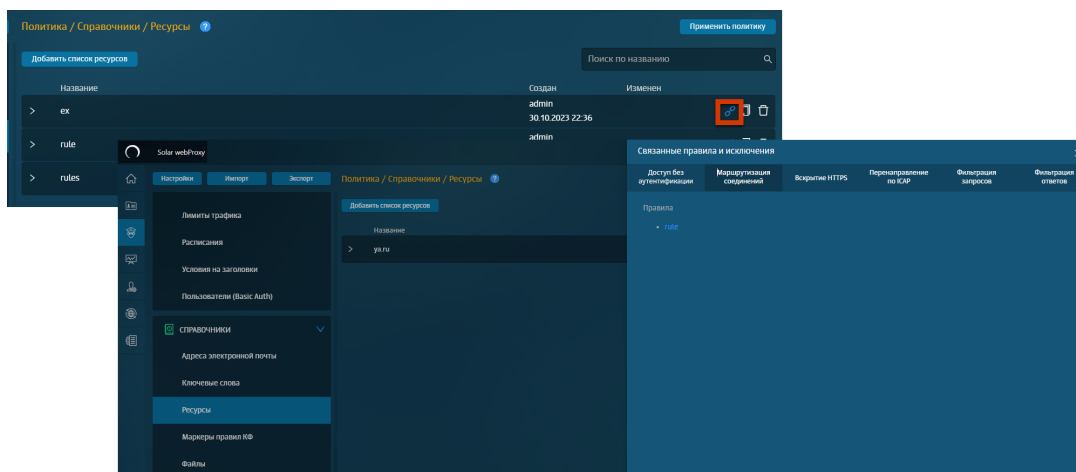 Политика / Справочники / Ресурсы ?
Применить политику
Добавить список ресурсов
Поиск по названию
Название
Создан
Изменен
ex
admin
30.10.2023 22:36
rule
admin
rules
Solar webProxy
Настройки
Импорт
Экспорт
Лимиты трафика
Расписания
Условия на заголовки
Пользователи (Basic Auth)
СПРАВОЧНИКИ
Адреса электронной почты
Ключевые слова
Ресурсы
Маркеры правил КФ
Файлы
Политика / Справочники / Ресурсы ?
Добавить список ресурсов
Название
ya.ru
Связанные правила и исключения
Доступ без
аутентификации
Маршрутизация
соединений
Вскрытие HTTPS
Перенаправление
по ICAP
Фильтрация
запросов
Фильтрация
ответов
Правила
• rule